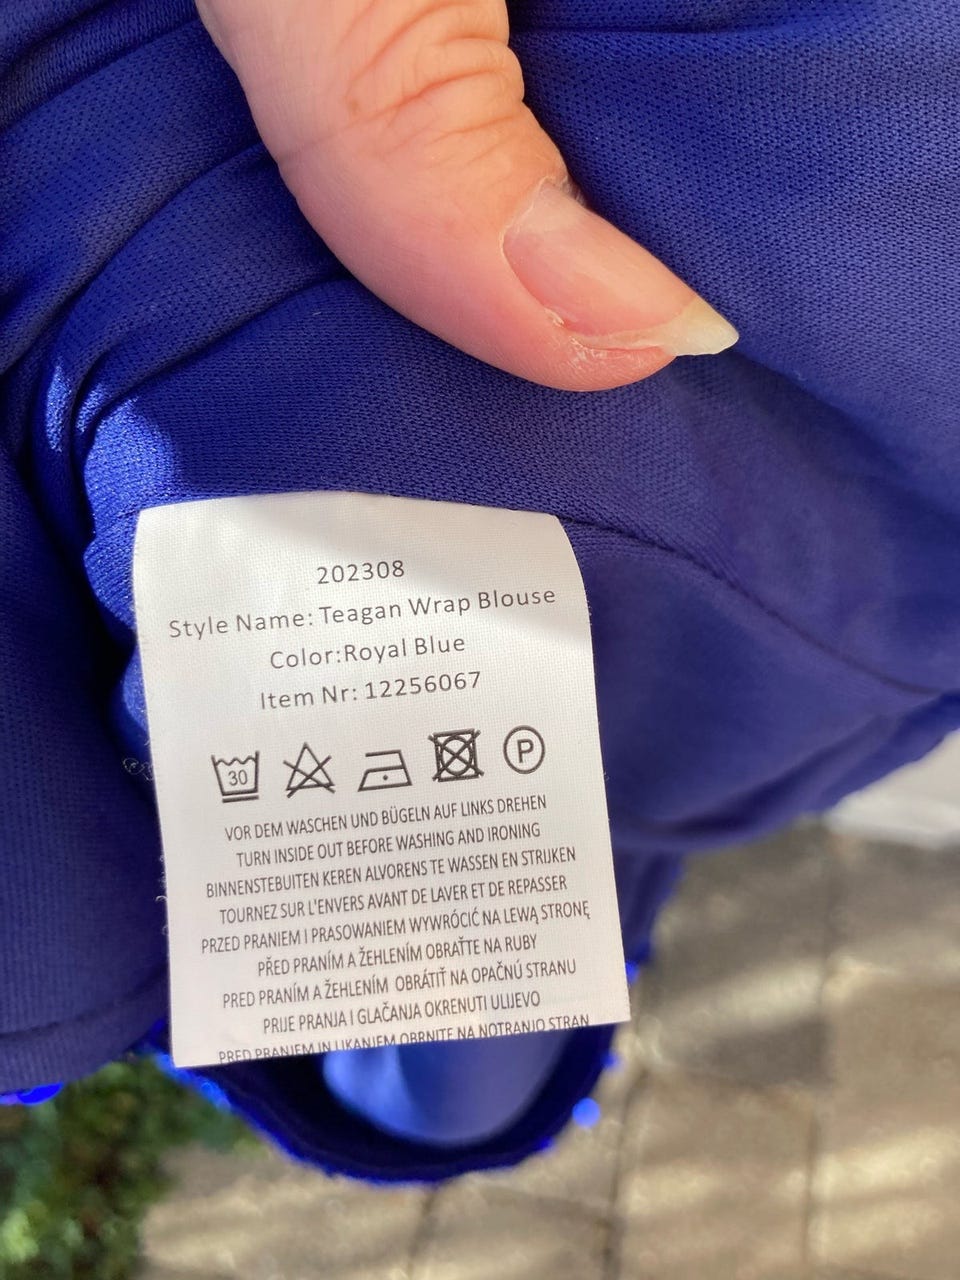 202308
Style Name: Teagan Wrap Blouse
Color:Royal Blue
Item Nr: 12256067
30 P
VOR DEM WASCHEN UND BÜGELN AUF LINKS DREHEN
TURN INSIDE OUT BEFORE WASHING AND IRONING
BINNENSTEBUITEN KEREN ALVORENS TE WASSEN EN STRIJKEN
TOURNEZ SUR L'ENVERS AVANT DE LAVER ET DE REPASSER
PRZED PRANIEM I PRASOWANIEM WYWRÓCIĆ NA LEWĄ STRONĘ
PŘED PRANÍM A ŽEHLENÍM OBRAŤTE NA RUBY
PRED PRANÍM A ŽEHLENÍM OBRÁTIŤ NA OPAČNÚ STRANU
PRIJE PRANJA I GLAČANJA OKRENUTI ULIJEVO
PRED PRANJEM IN LIKANJEM OBRNITE NA NOTRANJO STRAN